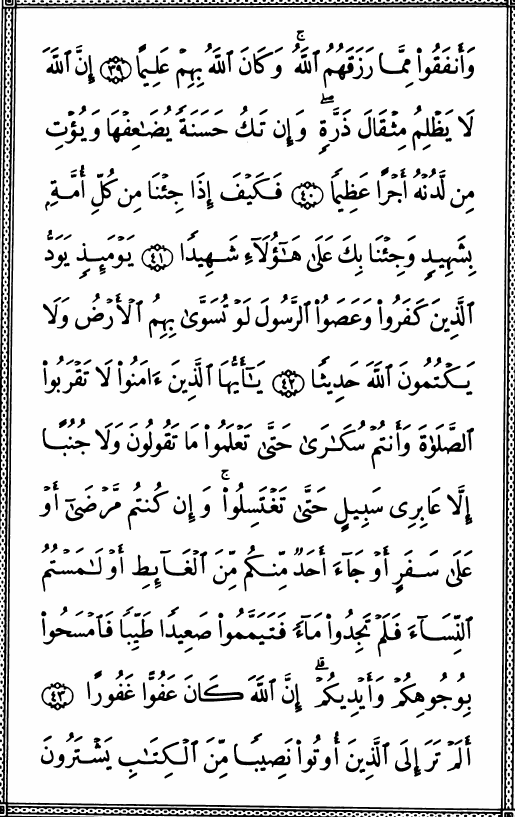 وَأَنفَقُوا۟ مِمَّا رَزَقَهُمُ ٱللَّهُ ۚ وَكَانَ ٱللَّهُ بِهِمْ عَلِيمًا ٣٩ إِنَّ ٱللَّهَ
لَا يَظْلِمُ مِثْقَالَ ذَرَّةٍ ۖ وَإِن تَكُ حَسَنَةً يُضَـٰعِفْهَا وَيُؤْتِ
مِن لَّدُنْهُ أَجْرًا عَظِيمًا ٤٠ فَكَيْفَ إِذَا جِئْنَا مِن كُلِّ أُمَّةٍۭ
بِشَهِيدٍ وَجِئْنَا بِكَ عَلَىٰ هَـٰٓؤُلَآءِ شَهِيدًا ٤١ يَوْمَئِذٍ يَوَدُّ
ٱلَّذِينَ كَفَرُوا۟ وَعَصَوُا۟ ٱلرَّسُولَ لَوْ تُسَوَّىٰ بِهِمُ ٱلْأَرْضُ وَلَا
يَكْتُمُونَ ٱللَّهَ حَدِيثًا ٤٢ يَـٰٓأَيُّهَا ٱلَّذِينَ ءَامَنُوا۟ لَا تَقْرَبُوا۟
ٱلصَّلَوٰةَ وَأَنتُمْ سُكَـٰرَىٰ حَتَّىٰ تَعْلَمُوا۟ مَا تَقُولُونَ وَلَا جُنُبًا
إِلَّا عَابِرِى سَبِيلٍ حَتَّىٰ تَغْتَسِلُوا۟ ۚ وَإِن كُنتُم مَّرْضَىٰٓ أَوْ
عَلَىٰ سَفَرٍ أَوْ جَآءَ أَحَدٌ مِّنكُم مِّنَ ٱلْغَآئِطِ أَوْ لَـٰمَسْتُمُ
ٱلنِّسَآءَ فَلَمْ تَجِدُوا۟ مَآءً فَتَيَمَّمُوا۟ صَعِيدًا طَيِّبًا فَٱمْسَحُوا۟
بِوُجُوهِكُمْ وَأَيْدِيكُمْ ۗ إِنَّ ٱللَّهَ كَانَ عَفُوًّا غَفُورًا ٤٣
أَلَمْ تَرَ إِلَى ٱلَّذِينَ أُوتُوا۟ نَصِيبًا مِّنَ ٱلْكِتَـٰبِ يَشْتَرُونَ